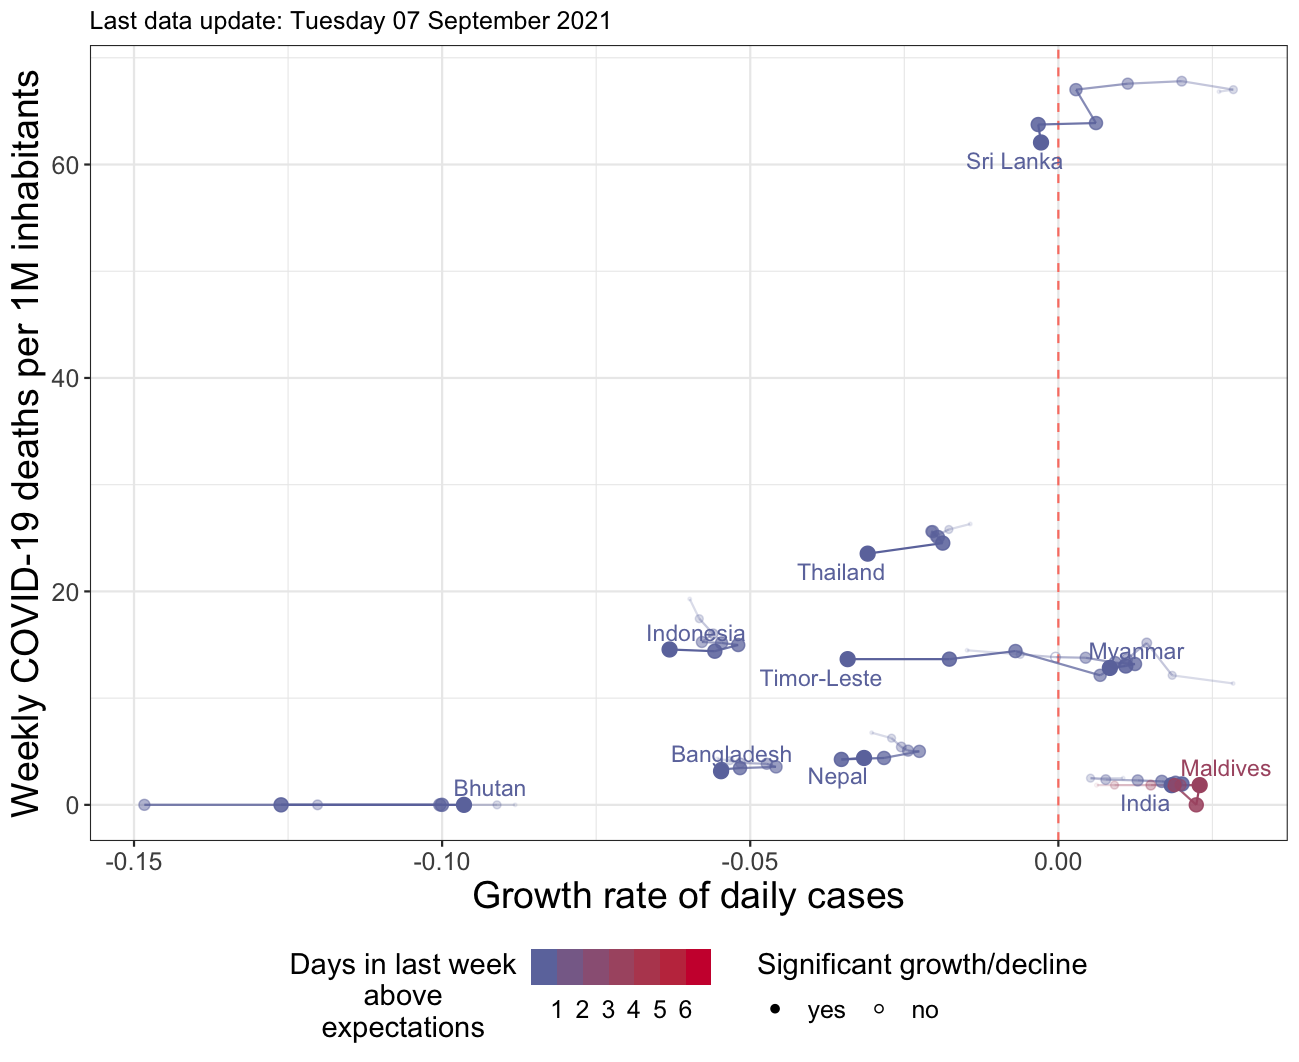 Last data update: Tuesday 07 September 2021
Weekly COVID-19 deaths per 1M inhabitants
60
40
20
0
Sri Lanka
Thailand
Indonesia
Myanmar
Timor-Leste
Bangladesh
Nepal
Maldives
Bhutan
India
-0.15
-0.10
-0.05
0.00
Growth rate of daily cases
Days in last week
above
expectations
1 2 3 4 5 6
Significant growth/decline
yes no